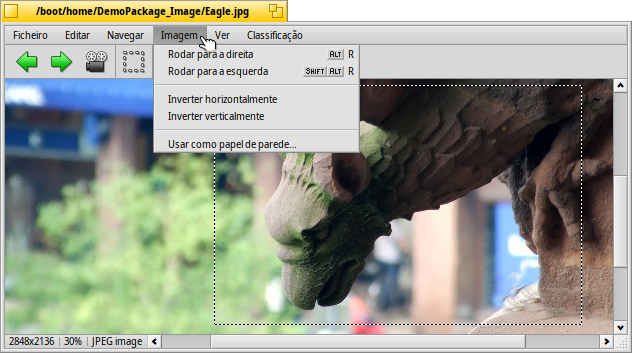 /boot/home/DemoPackage_Image/Eagle.jpg
Ficheiro Editar Navegar Imagem Ver Classificação
Rodar para a direita ALT R
Rodar para a esquerda SHIFT ALT R
Inverter horizontalmente
Inverter verticalmente
Usar como papel de parede...
2848x2136 30% JPEG image